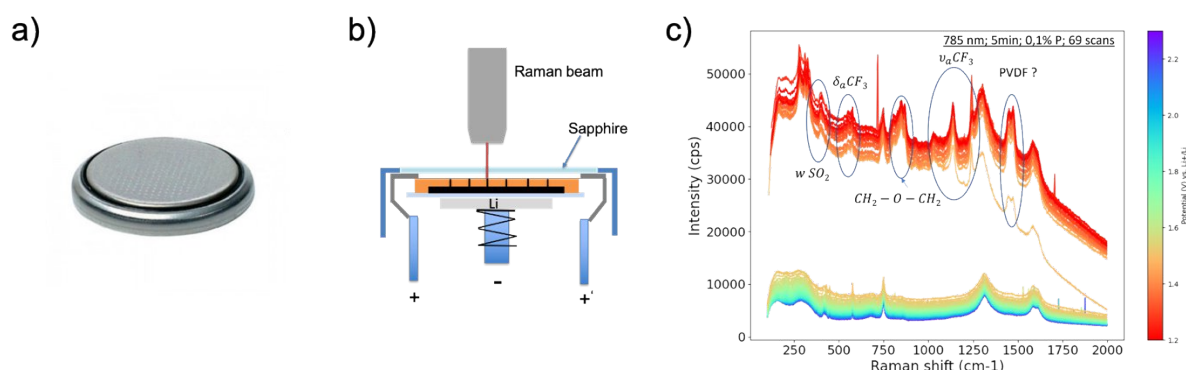 a)
b)
c)
Raman beam
Sapphire
Li
-
+
+'
785 nm; 5min; 0,1% P; 69 scans
υₐCF₃
δₐCF₃
PVDF ?
w SO₂
CH₂ – O – CH₂
50000
40000
30000
20000
10000
0
Intensity (cps)
250
500
750
1000
1250
1500
1750
2000
Raman shift (cm-1)
2.2
2.0
1.8
1.6
1.4
1.2
Potential (V) vs Li+/Li